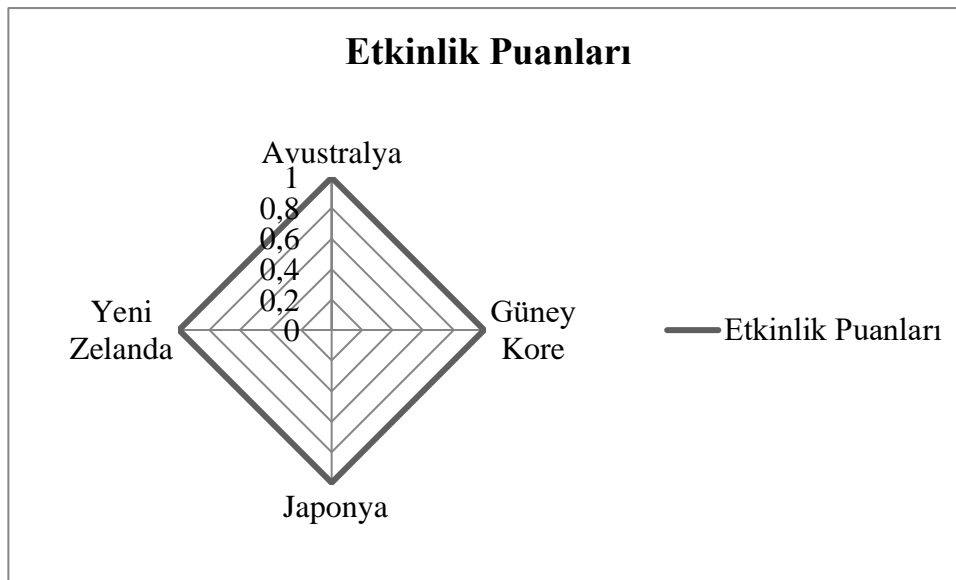 Etkinlik Puanları
Avustralya
1
0,8
0,6
0,4
0,2
0
Yeni
Zelanda
Güney
Kore
Etkinlik Puanları
Japonya